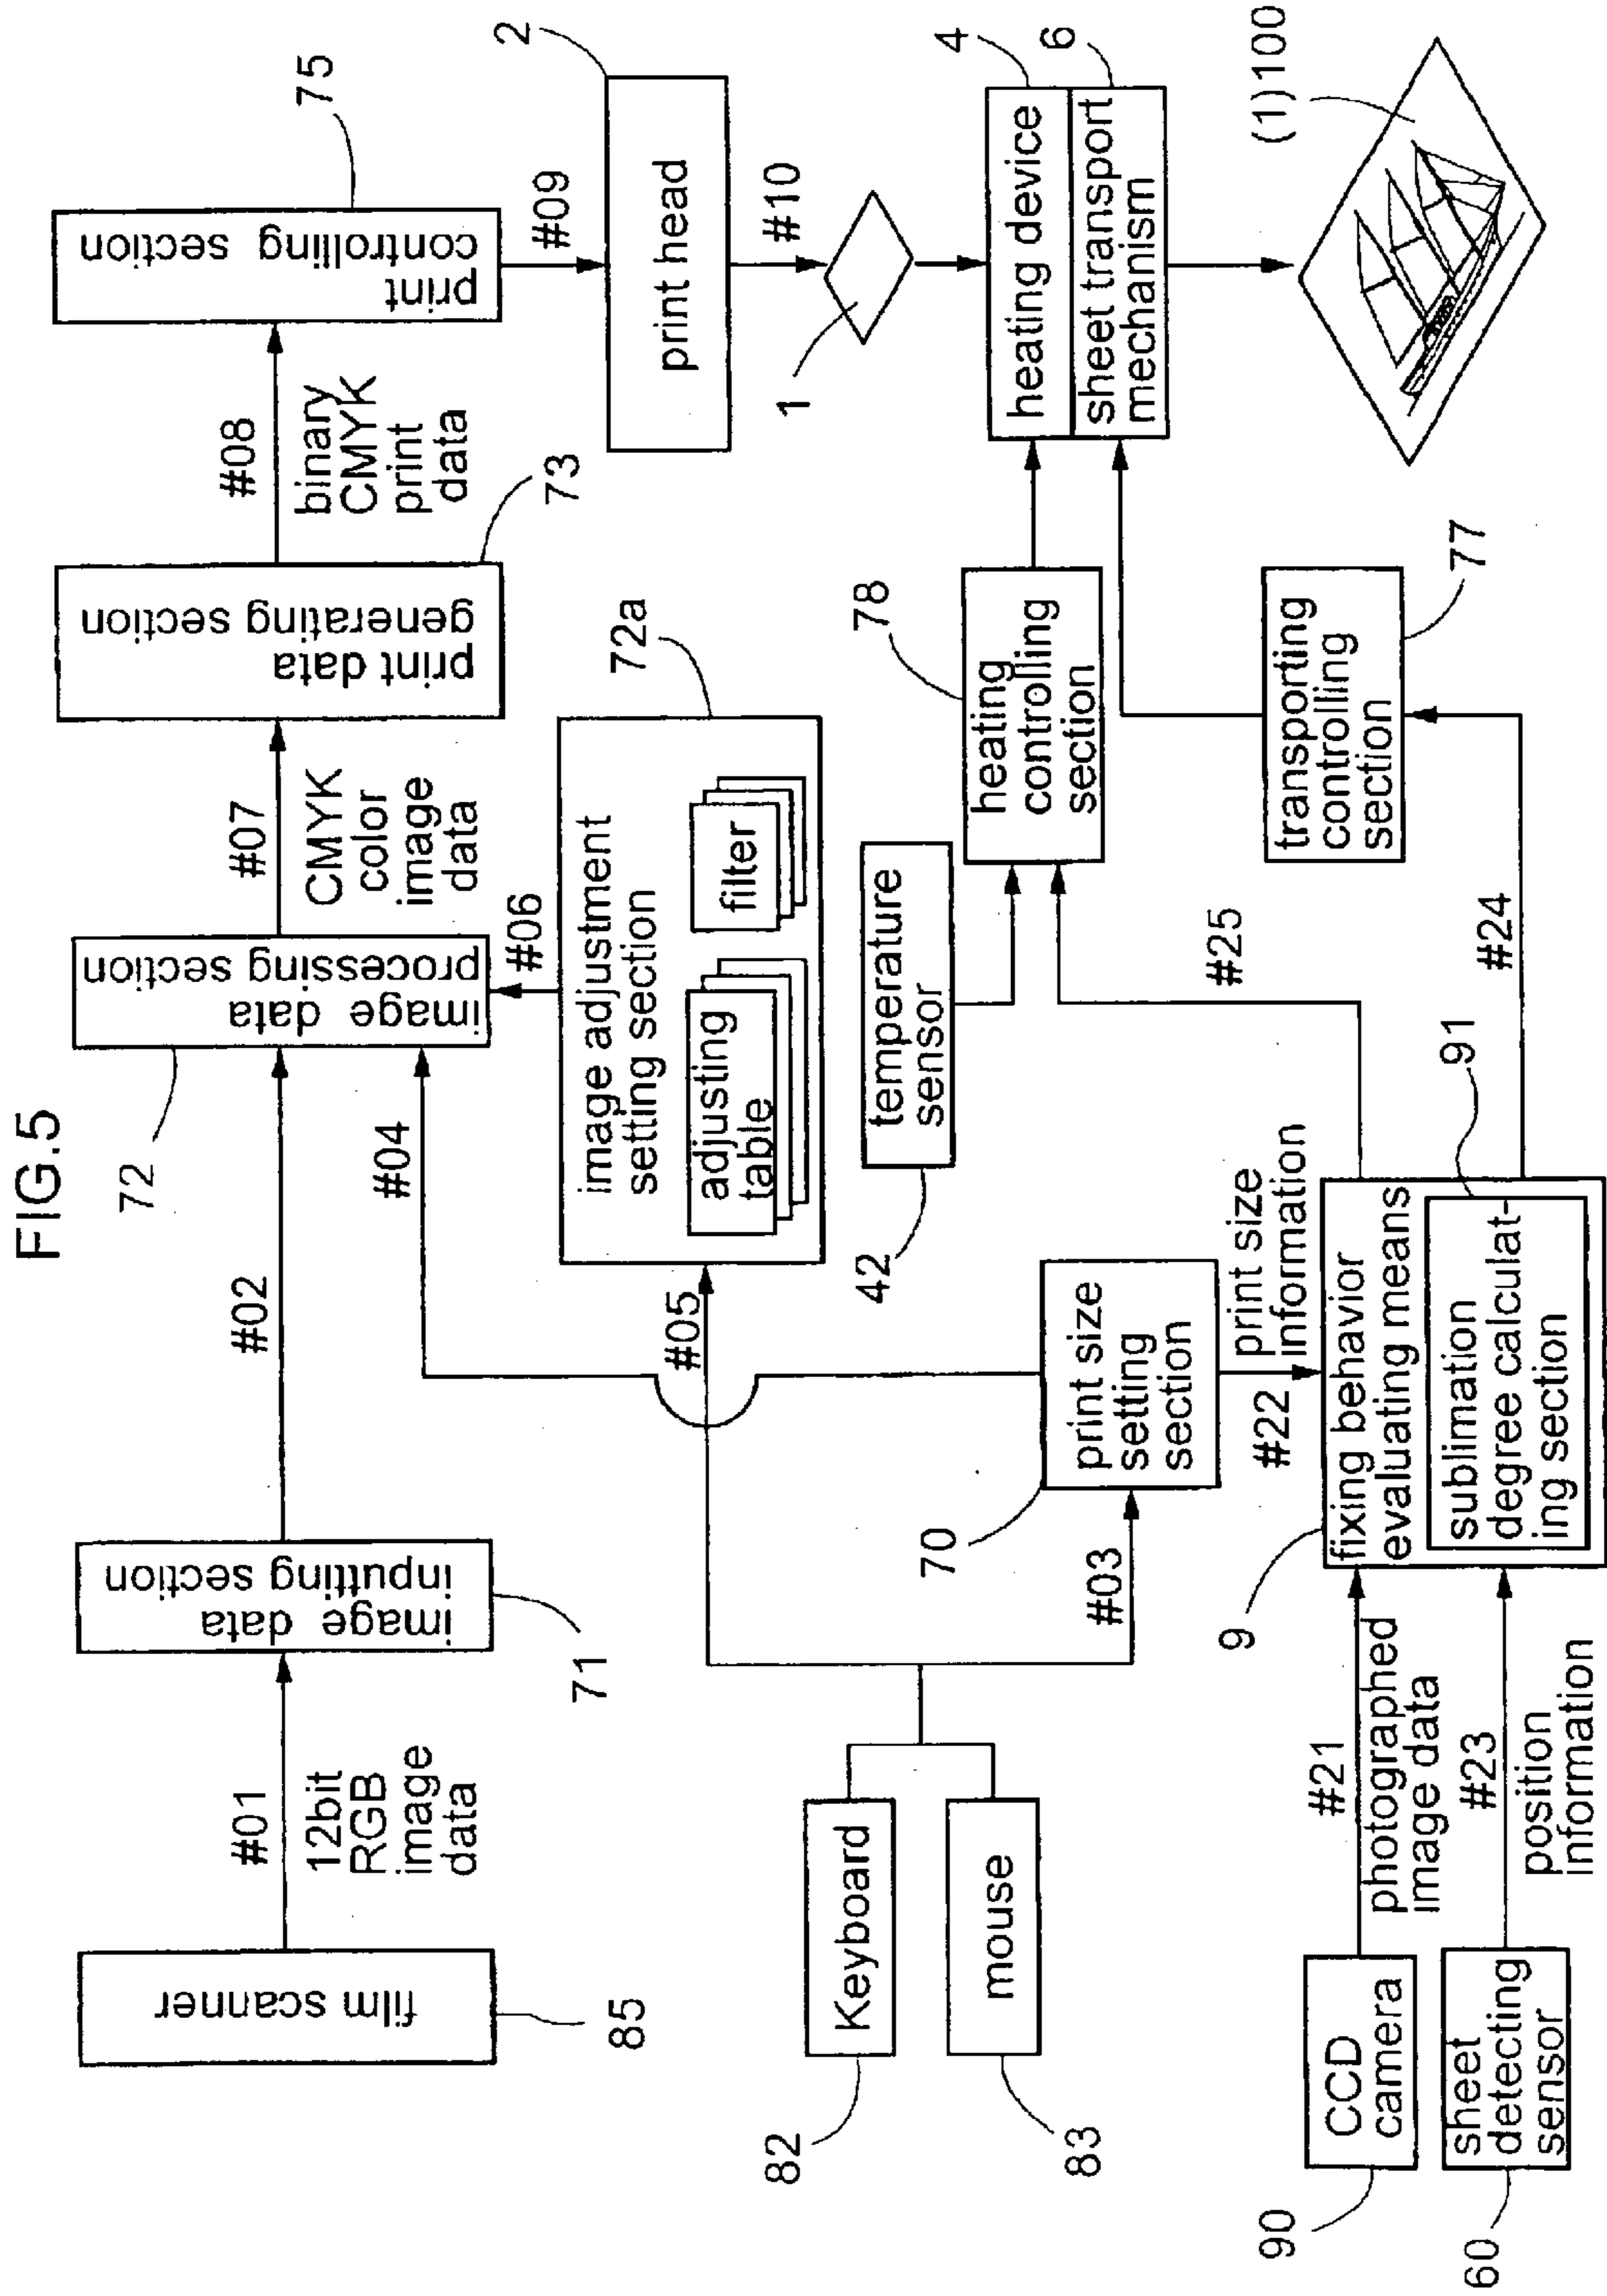 FIG.5
film scanner
85
#01
12bit
RGB
image
data
image data
inputting section
71
#02
image data
processing section
72
#04
#06
#07
CMYK
color
image
data
print data
generating section
73
#08
binary
CMYK
print
data
print
controlling section
75
#09
print head
2
#10
1
Keyboard
82
mouse
83
#05
#03
image adjustment
setting section
72a
adjusting
table
filter
print size
setting
section
70
#22
print size
information
temperature
sensor
42
heating
controlling
section
78
heating device
4
sheet transport
mechanism
6
CCD
camera
90
#21
photographed
image data
sheet
detecting
sensor
60
#23
position
information
fixing behavior
evaluating means
9
sublimation
degree calculat-
ing section
91
#25
#24
transporting
controlling
section
77
(1)100